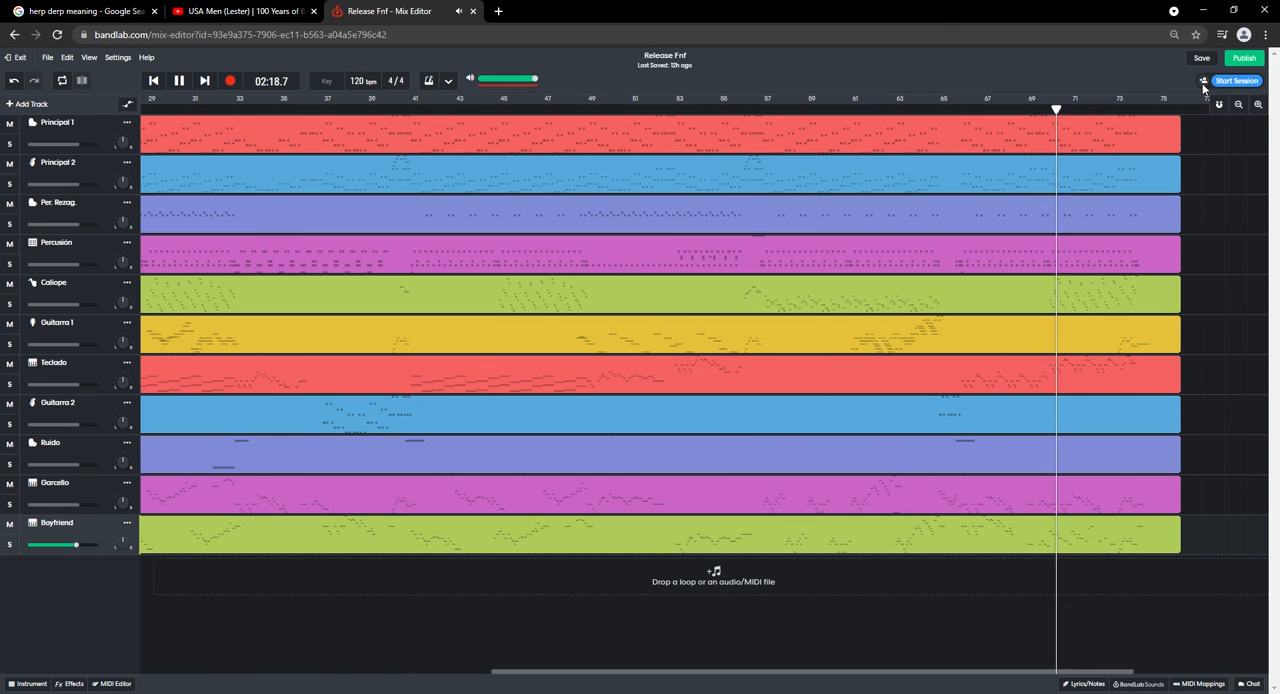 herp derp meaning - Google Sea
USA Men (Lester) | 100 Years of B
Release Fnf - Mix Editor
bandlab.com/mix-editor?id=93e9a375-7906-ec11-b563-a04a5e796c42
Exit File Edit View Settings Help
Release Fnf
Last Saved: 12h ago
Save Publish
02:18.7 Key 120 bpm 4 / 4
Start Session
+ Add Track
29 31 33 35 37 39 41 43 45 47 49 51 53 55 57 59 61 63 65 67 69 71 73 75
M Principal 1
S
M Principal 2
S
M Per. Rezag.
S
M Percusión
S
M Caliope
S
M Guitarra 1
S
M Teclado
S
M Guitarra 2
S
M Ruido
S
M Garcello
S
M Boyfriend
S
Drop a loop or an audio/MIDI file
Instrument Fx Effects MIDI Editor Lyrics/Notes BandLab Sounds MIDI Mappings Chat